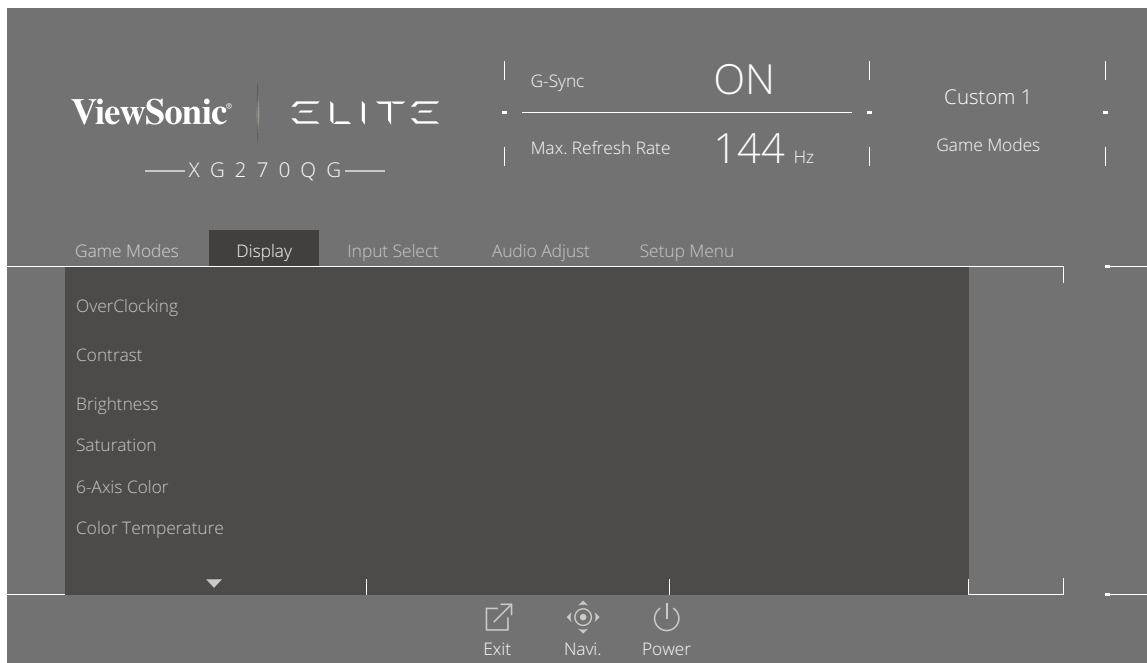 ViewSonic®
ELITE
XG270QG
G-Sync ON
Max. Refresh Rate 144 Hz
Custom 1
Game Modes
Game Modes Display Input Select Audio Adjust Setup Menu
OverClocking
Contrast
Brightness
Saturation
6-Axis Color
Color Temperature
Exit Navi. Power